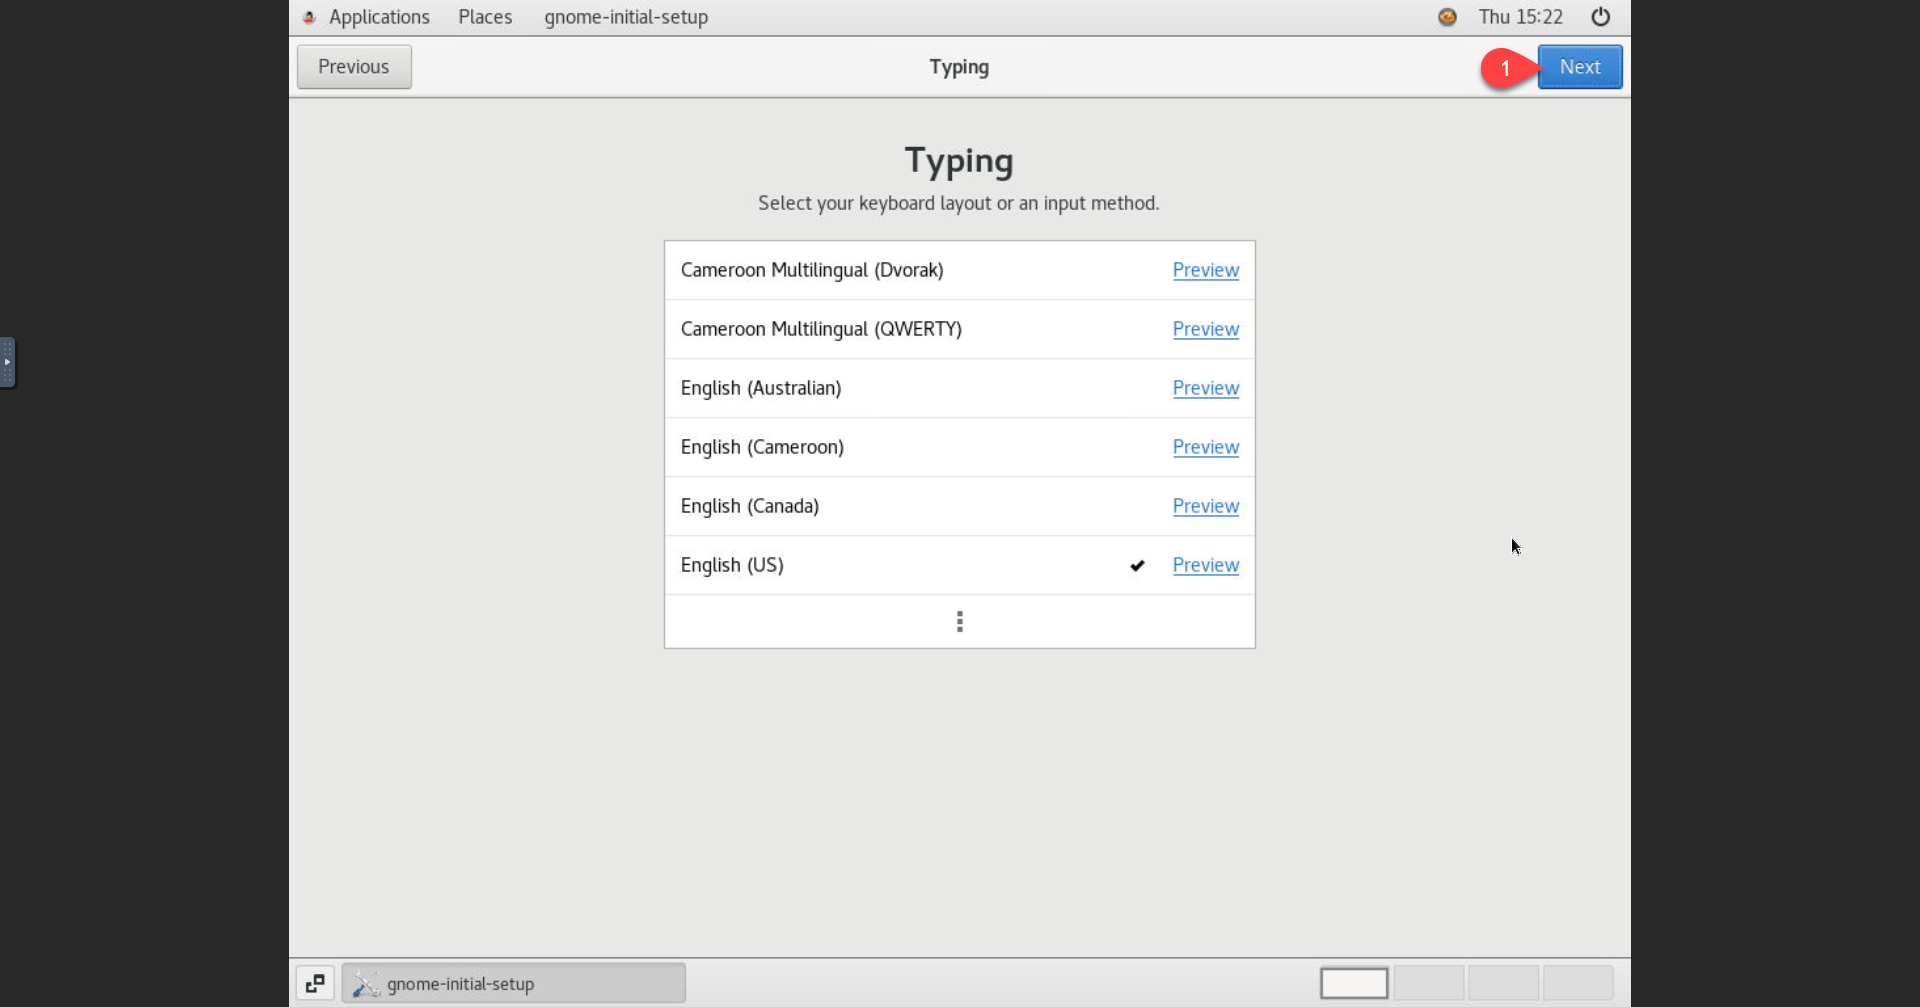 Applications Places gnome-initial-setup Thu 15:22
Previous Typing 1 Next
Typing
Select your keyboard layout or an input method.
Cameroon Multilingual (Dvorak) Preview
Cameroon Multilingual (QWERTY) Preview
English (Australian) Preview
English (Cameroon) Preview
English (Canada) Preview
English (US) Preview
gnome-initial-setup